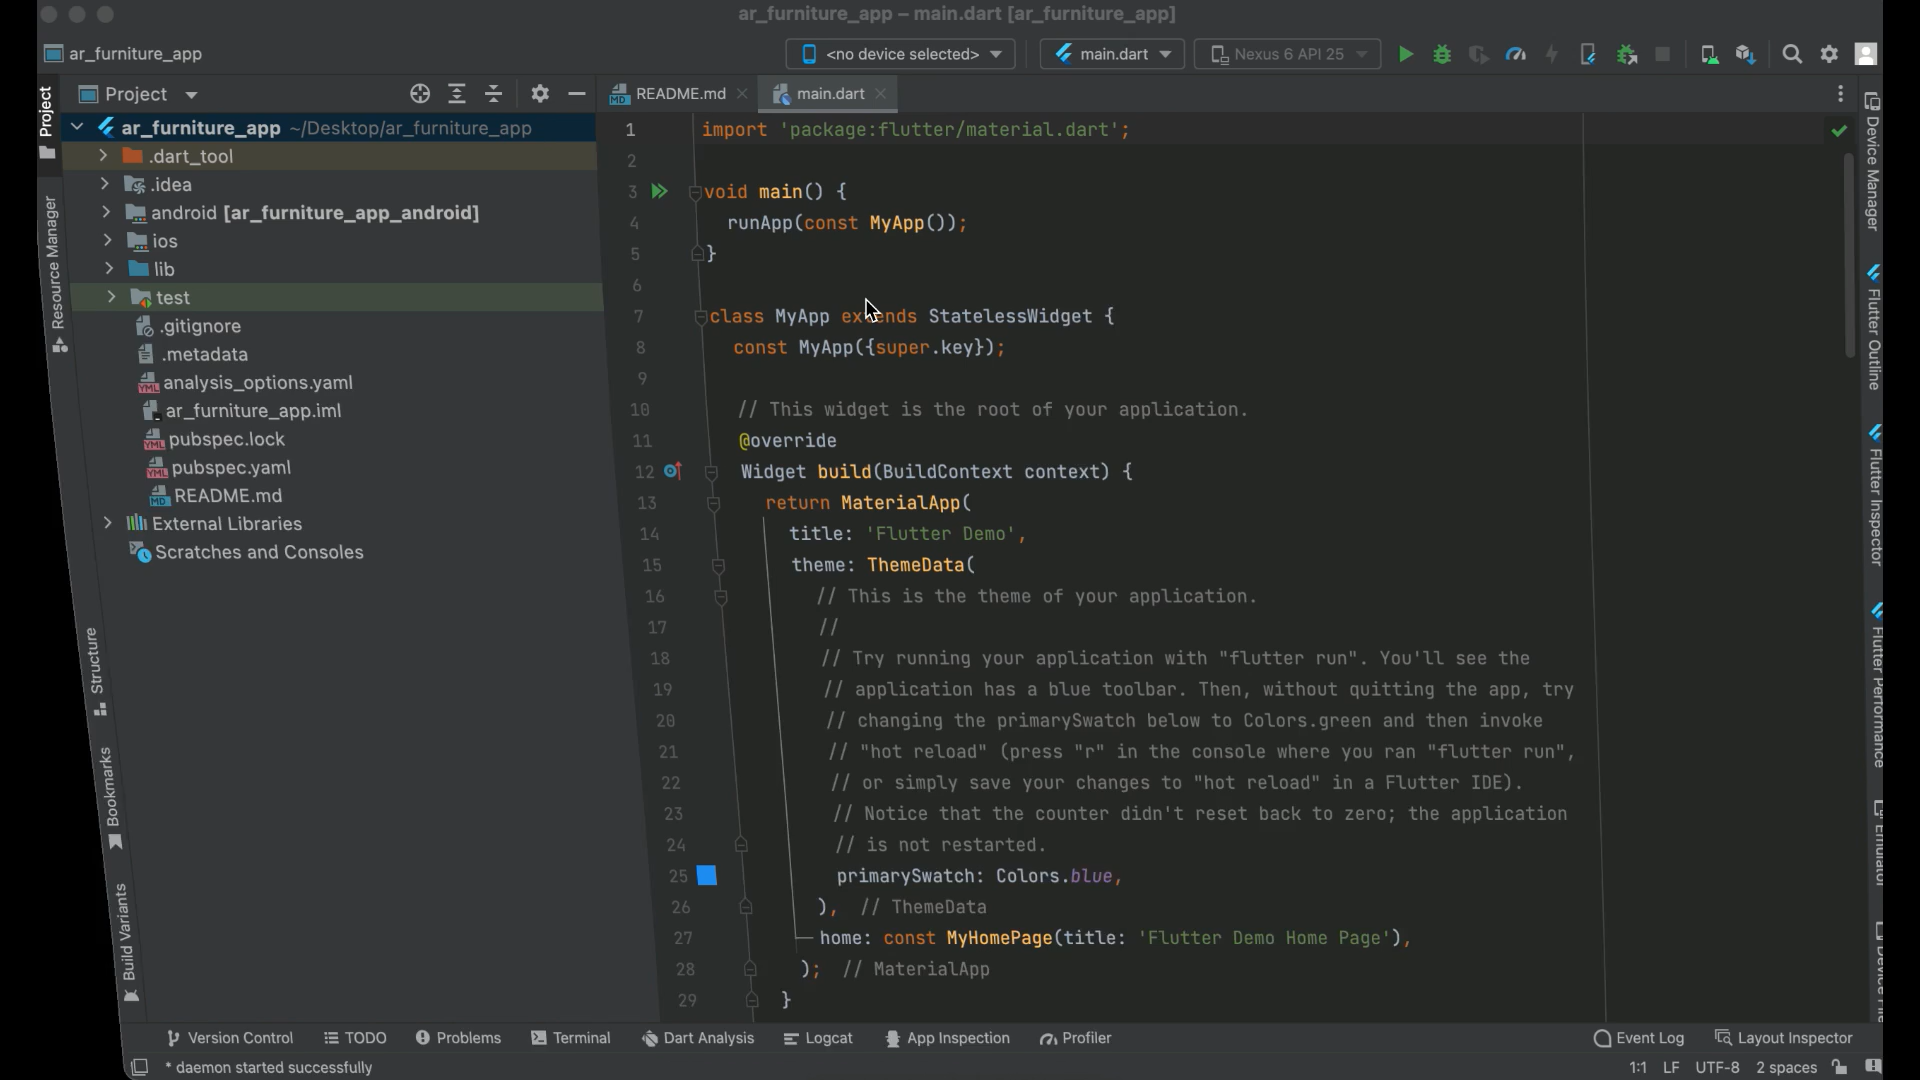 ar_furniture_app – main.dart [ar_furniture_app]
ar_furniture_app
<no device selected>
main.dart
Nexus 6 API 25
Project
README.md
main.dart
ar_furniture_app ~/Desktop/ar_furniture_app
.dart_tool
.idea
android [ar_furniture_app_android]
ios
lib
test
.gitignore
.metadata
analysis_options.yaml
ar_furniture_app.iml
pubspec.lock
pubspec.yaml
README.md
External Libraries
Scratches and Consoles
Project
Resource Manager
Structure
Bookmarks
Build Variants
1 import 'package:flutter/material.dart';
2
3 void main() {
4 runApp(const MyApp());
5 }
6
7 class MyApp extends StatelessWidget {
8 const MyApp({super.key});
9
10 // This widget is the root of your application.
11 @override
12 Widget build(BuildContext context) {
13 return MaterialApp(
14 title: 'Flutter Demo',
15 theme: ThemeData(
16 // This is the theme of your application.
17 //
18 // Try running your application with "flutter run". You'll see the
19 // application has a blue toolbar. Then, without quitting the app, try
20 // changing the primarySwatch below to Colors.green and then invoke
21 // "hot reload" (press "r" in the console where you ran "flutter run",
22 // or simply save your changes to "hot reload" in a Flutter IDE).
23 // Notice that the counter didn't reset back to zero; the application
24 // is not restarted.
25 primarySwatch: Colors.blue,
26 ), // ThemeData
27 home: const MyHomePage(title: 'Flutter Demo Home Page'),
28 ); // MaterialApp
29 }
Device Manager
Flutter Outline
Flutter Inspector
Flutter Performance
Emulator
Version Control
TODO
Problems
Terminal
Dart Analysis
Logcat
App Inspection
Profiler
Event Log
Layout Inspector
* daemon started successfully
1:1 LF UTF-8 2 spaces